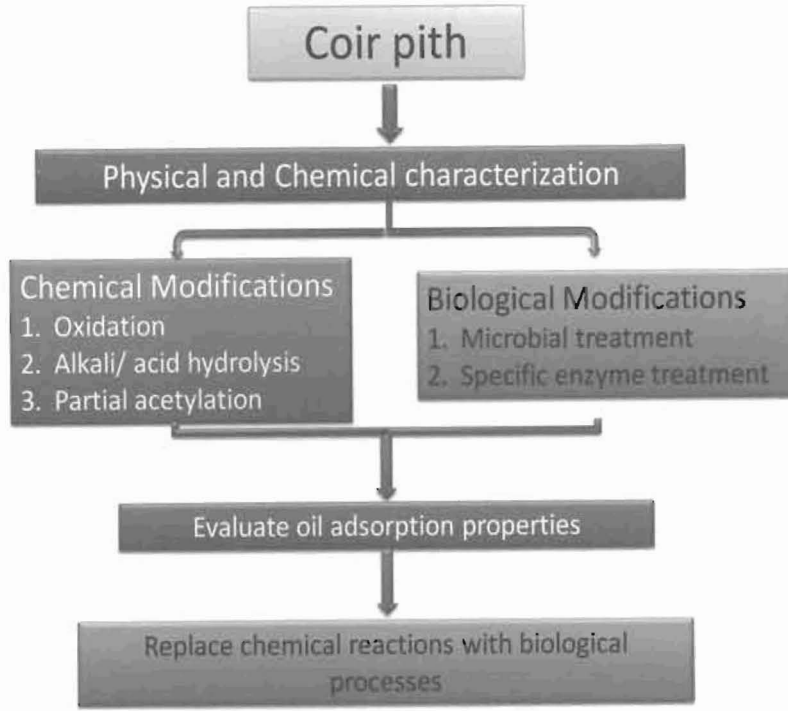 Coir pith
Physical and Chemical characterization
Chemical Modifications
1. Oxidation
2. Alkali/ acid hydrolysis
3. Partial acetylation
Biological Modifications
1. Microbial treatment
2. Specific enzyme treatment
Evaluate oil adsorption properties
Replace chemical reactions with biological
processes